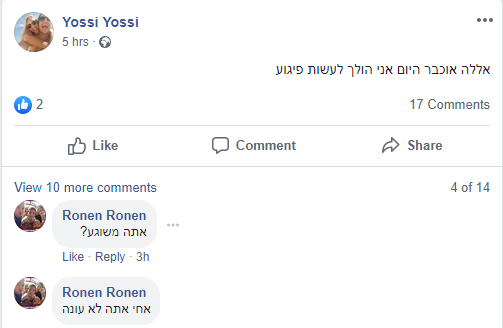 Yossi Yossi
5 hrs ·
אללה אוכבר היום אני הולך לעשות פיגוע
2
17 Comments
Like
Comment
Share
View 10 more comments
4 of 14
Ronen Ronen
אתה משוגע?
Like · Reply · 3h
Ronen Ronen
אחי אתה לא עונה